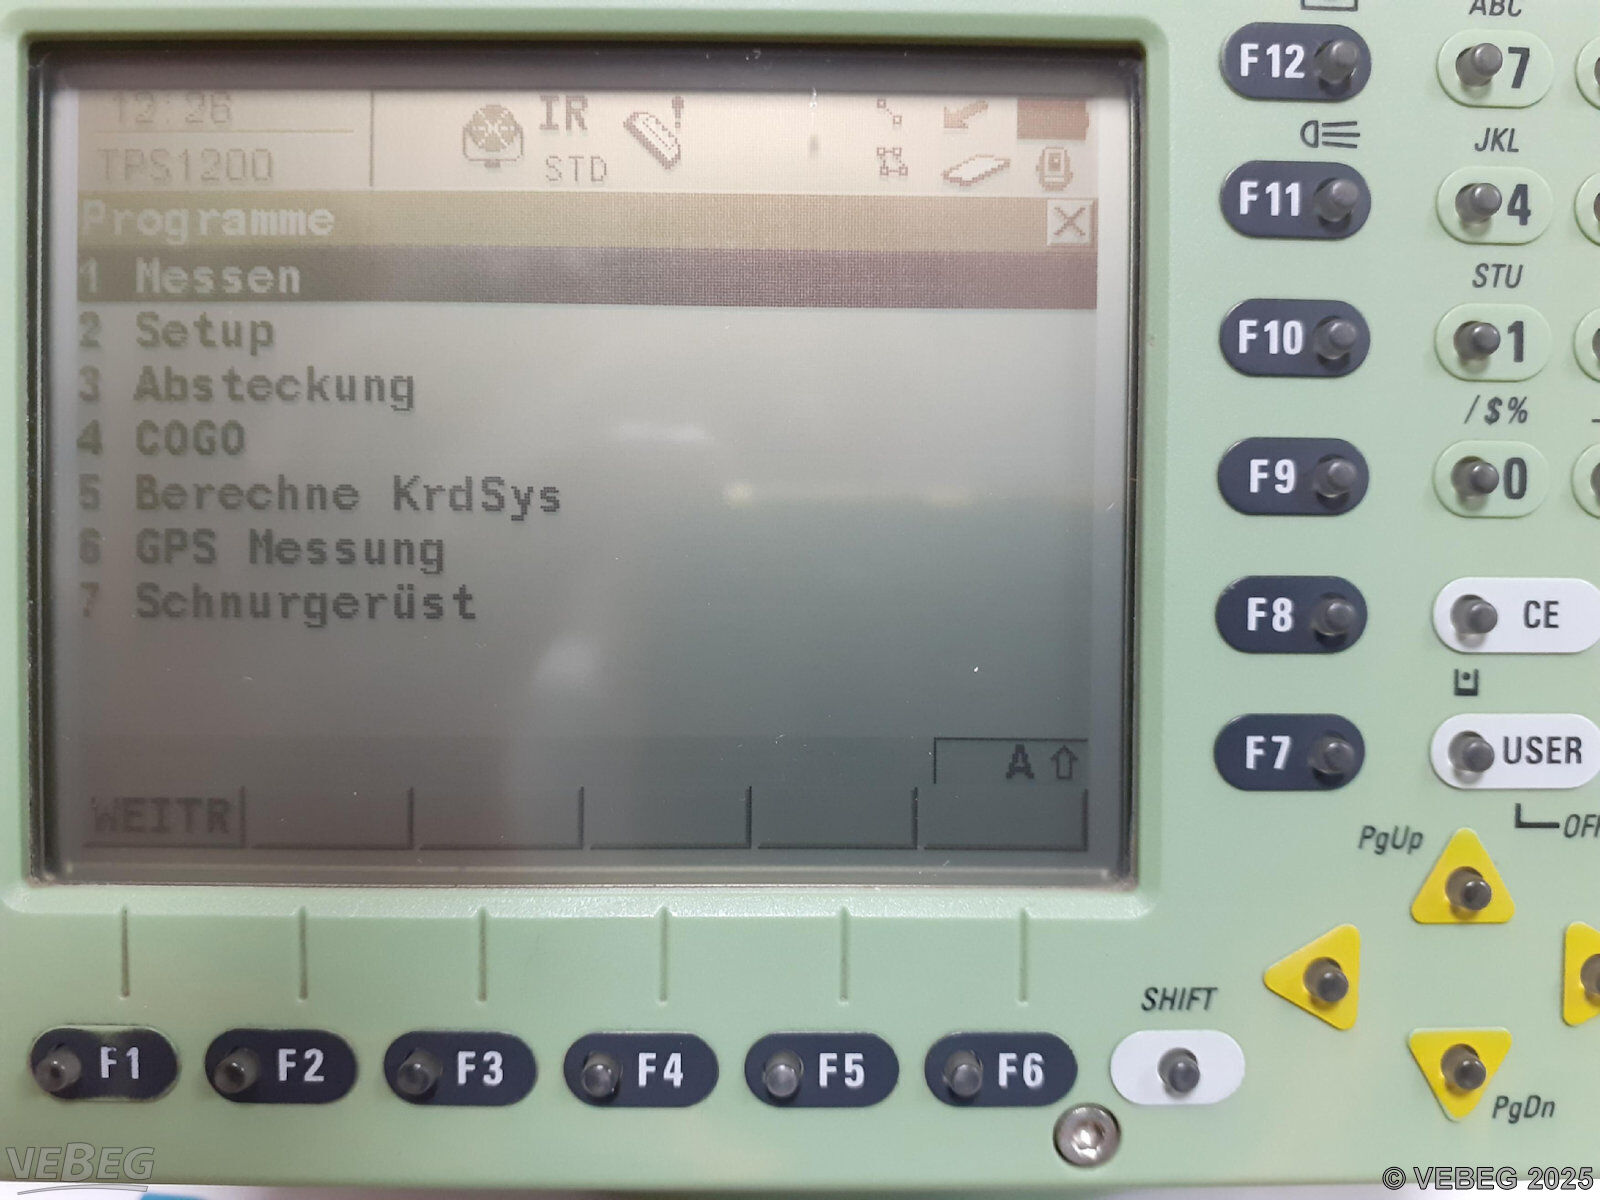 12:26
TPS1200
IR
STD
Programme
1 Messen
2 Setup
3 Absteckung
4 COGO
5 Berechne KrdSys
6 GPS Messung
7 Schnurgerüst
A
WEITR
F1 F2 F3 F4 F5 F6
SHIFT
F12
F11
F10
F9
F8
F7
ABC
7
JKL
4
STU
1
/$%
0
CE
USER
PgUp
PgDn
VEBEG
© VEBEG 2025